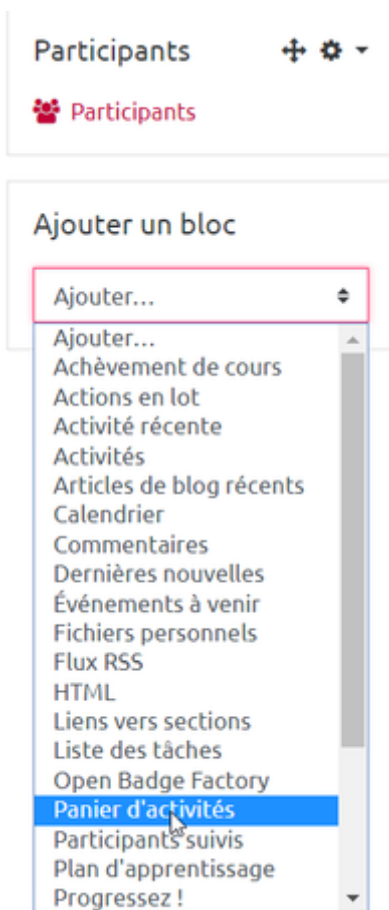 Participants
Participants
Ajouter un bloc
Ajouter...
Ajouter...
Achèvement de cours
Actions en lot
Activité récente
Activités
Articles de blog récents
Calendrier
Commentaires
Dernières nouvelles
Événements à venir
Fichiers personnels
Flux RSS
HTML
Liens vers sections
Liste des tâches
Open Badge Factory
Panier d'activités
Participants suivis
Plan d'apprentissage
Progressez !